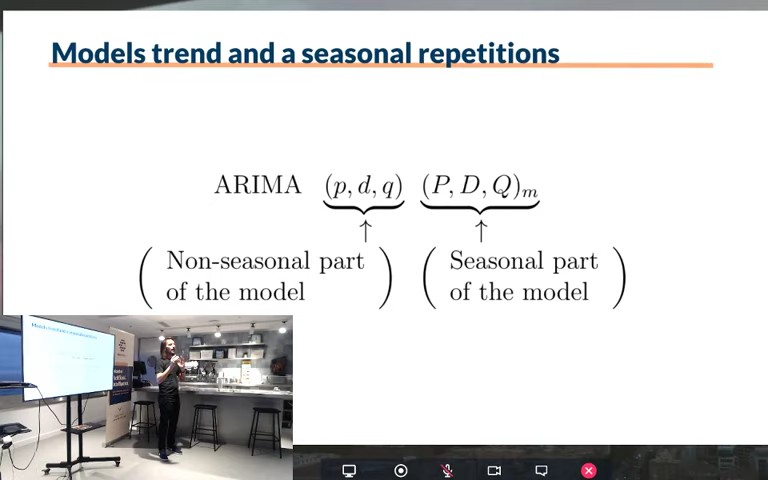 Models trend and a seasonal repetitions
ARIMA (p, d, q) (P, D, Q)m
↑ ↑
( Non-seasonal part of the model ) ( Seasonal part of the model )